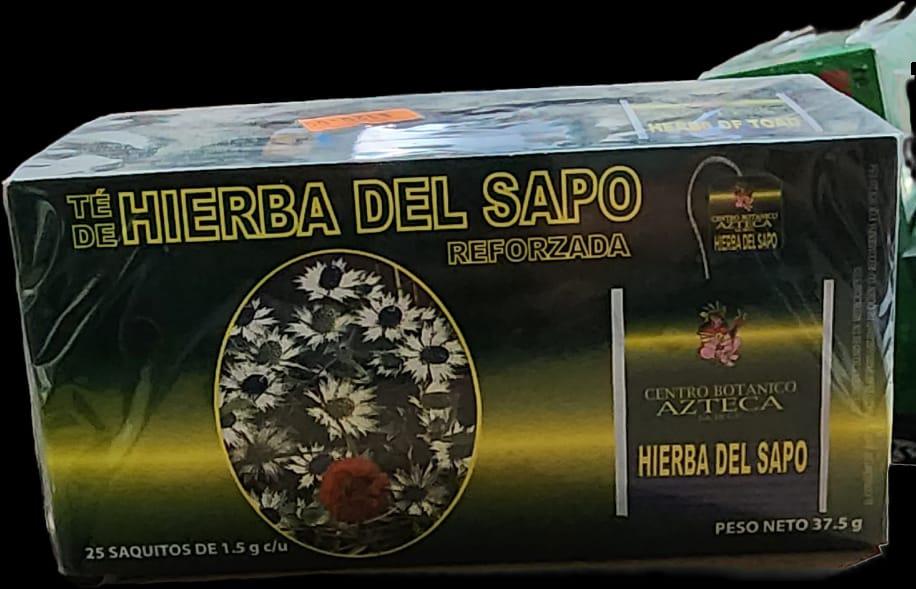 HERBS OF TOAD
TÉ
DE
HIERBA DEL SAPO
REFORZADA
CENTRO BOTANICO
AZTECA
HIERBA DEL SAPO
CENTRO BOTANICO
AZTECA
HIERBA DEL SAPO
25 SAQUITOS DE 1.5 g c/u
PESO NETO 37.5 g